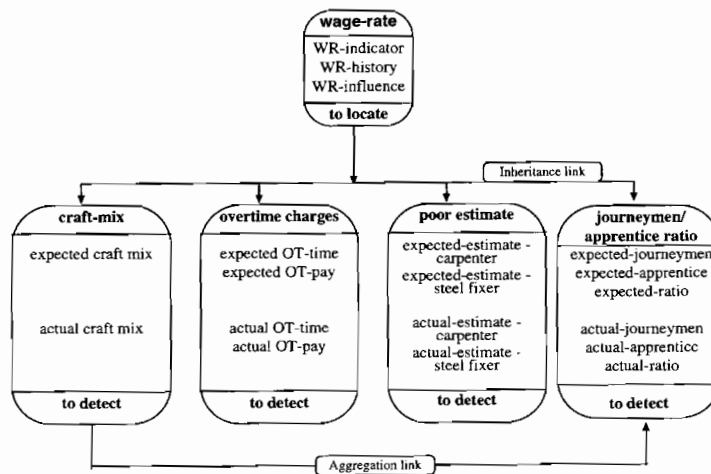 wage-rate
WR-indicator
WR-history
WR-influence
to locate
Inheritance link
craft-mix
expected craft mix
actual craft mix
to detect
overtime charges
expected OT-time
expected OT-pay
actual OT-time
actual OT-pay
to detect
poor estimate
expected-estimate -
carpenter
expected-estimate -
steel fixer
actual-estimate -
carpenter
actual-estimate -
steel fixer
to detect
journeymen/
apprentice ratio
expected-journeymen
expected-apprentice
expected-ratio
actual-journeymen
actual-apprenticc
actual-ratio
to detect
Aggregation link